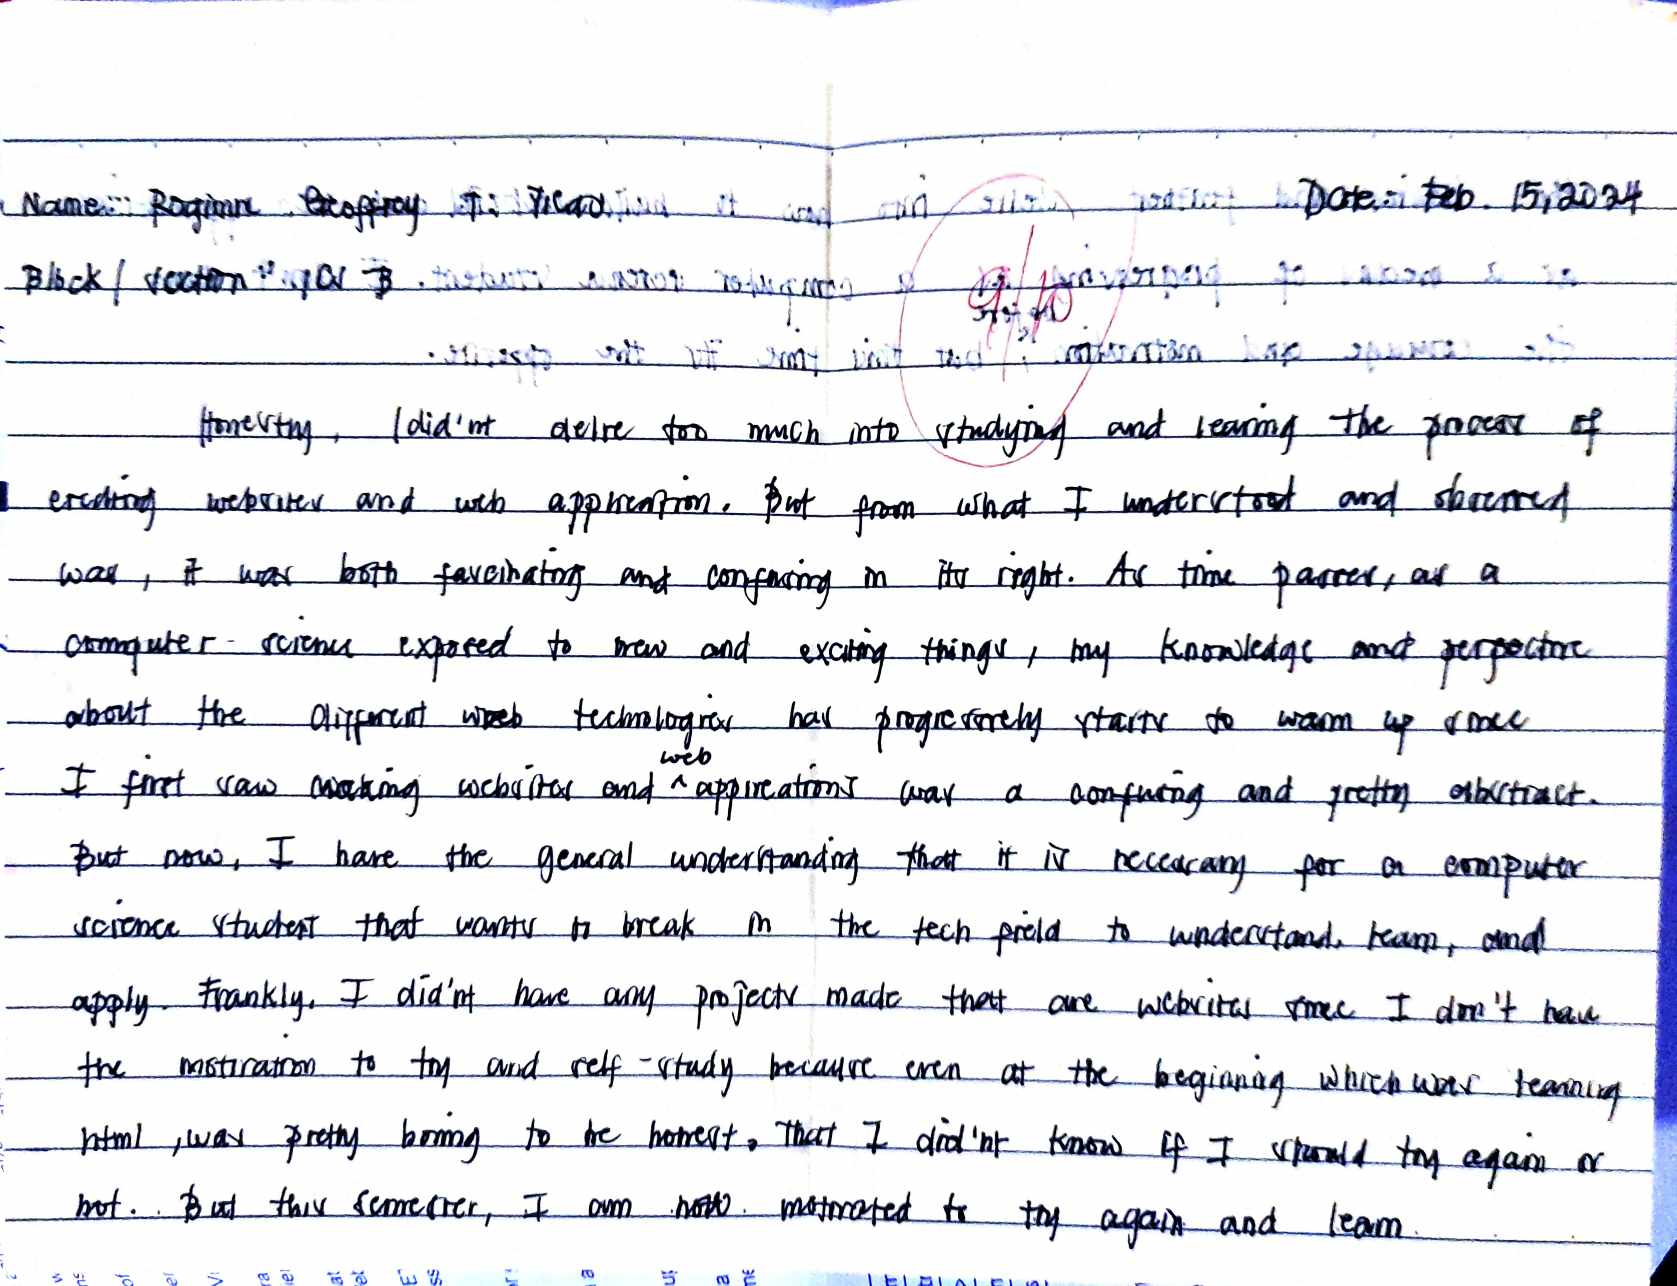 Name: Roginn Geoffroy T. Ticao Date: Feb. 15, 2024
Block / Section: 
9/10
Honestly, I did'nt delve too much into studying and learing the process of
creating websites and web application. But from what I understood and observed
was, it was both fascinating and confusing in its right. As time passes, as a
computer - science exposed to new and exciting things, my knowledge and perpective
about the different web technologies has progressively starts to warm up since
I first saw making websites and ^web applications was a confusing and pretty abstract.
But now, I have the general understanding that it is neccesary for a computer
science student that wants to break in the tech field to understand, learn, and
apply. Frankly, I did'nt have any projects made that are websites since I don't have
the motivation to try and self-study because even at the beginning which was learning
html, was pretty boring to be honest. That I did'nt know if I should try again or
not. But this semester, I am now motivated to try again and learn